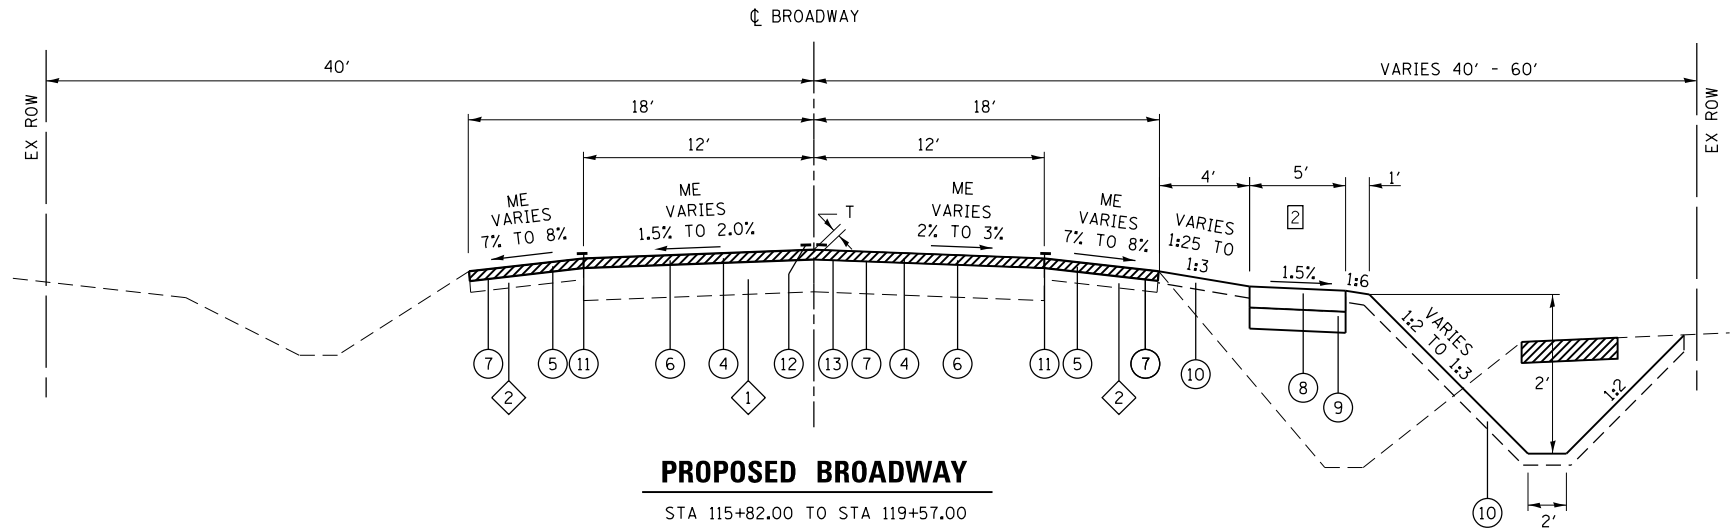 ℄ BROADWAY
40′
VARIES 40′ - 60′
EX ROW
EX ROW
18′
18′
12′
12′
4′
5′
1′
ME
VARIES
7% TO 8%
ME
VARIES
1.5% TO 2.0%
T
ME
VARIES
2% TO 3%
ME
VARIES
7% TO 8%
VARIES
1:25 TO
1:3
2
1.5%
1:6
VARIES
1:2 TO 1:3
2′
1:2
7
5
11
6
4
12
13
7
4
6
11
5
7
10
8
9
2
1
2
10
2′
PROPOSED BROADWAY
STA 115+82.00 TO STA 119+57.00